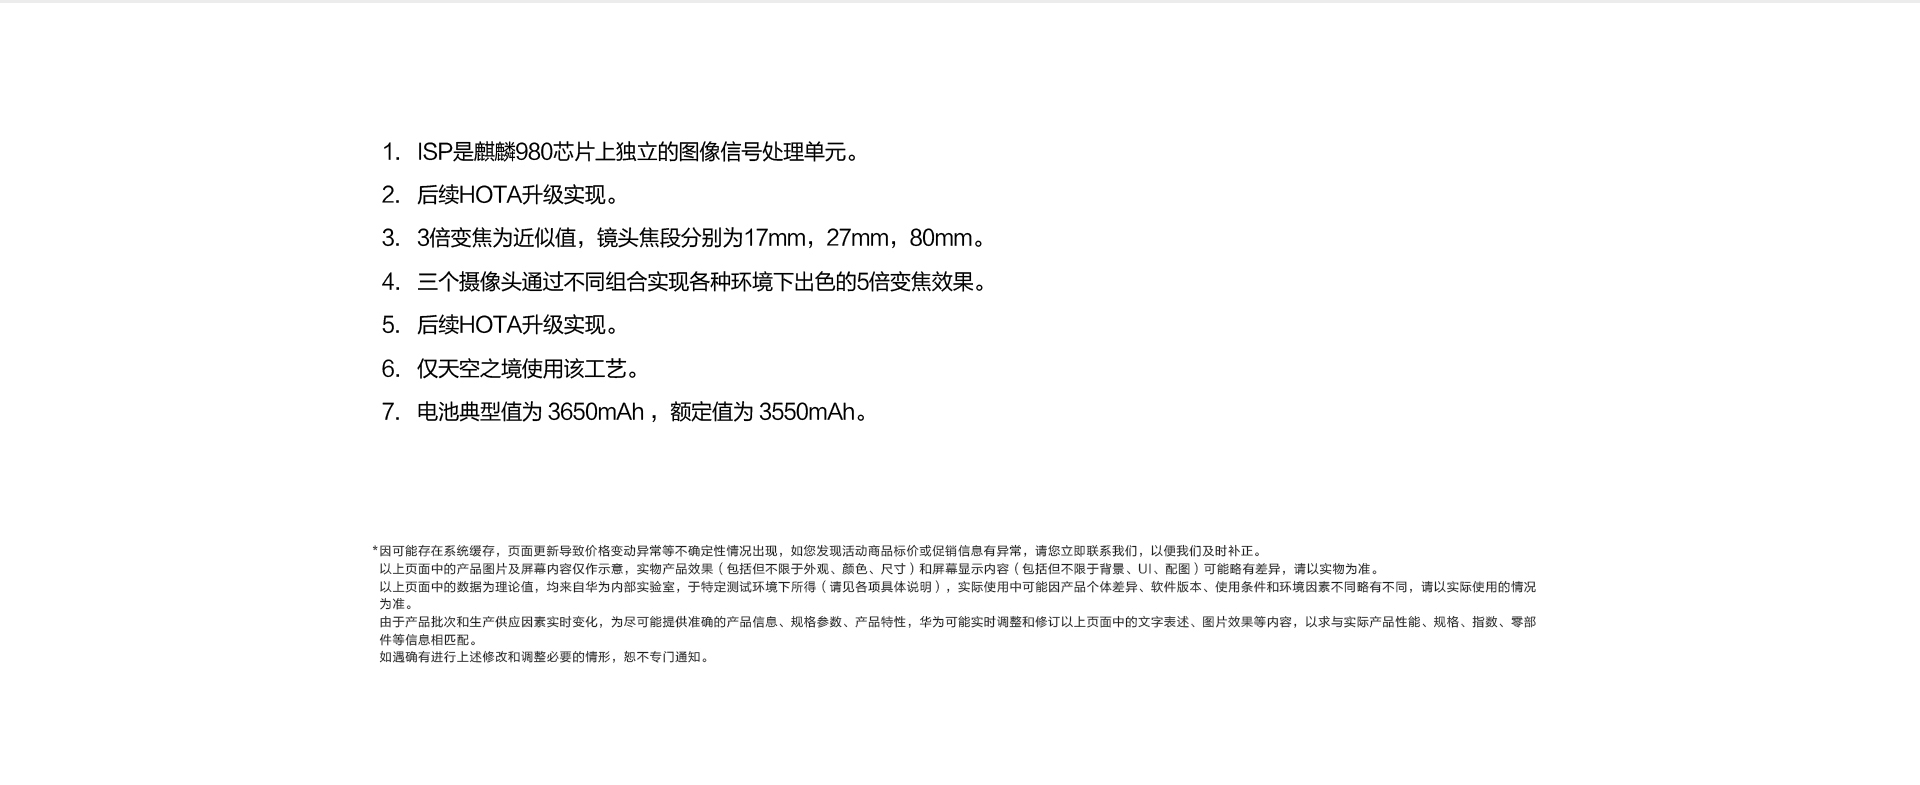 1. ISP是麒麟980芯片上独立的图像信号处理单元。
2. 后续HOTA升级实现。
3. 3倍变焦为近似值，镜头焦段分别为17mm，27mm，80mm。
4. 三个摄像头通过不同组合实现各种环境下出色的5倍变焦效果。
5. 后续HOTA升级实现。
6. 仅天空之境使用该工艺。
7. 电池典型值为 3650mAh ，额定值为 3550mAh。
*因可能存在系统缓存，页面更新导致价格变动异常等不确定性情况出现，如您发现活动商品标价或促销信息有异常，请您立即联系我们，以便我们及时补正。
以上页面中的产品图片及屏幕内容仅作示意，实物产品效果（包括但不限于外观、颜色、尺寸）和屏幕显示内容（包括但不限于背景、UI、配图）可能略有差异，请以实物为准。
以上页面中的数据为理论值，均来自华为内部实验室，于特定测试环境下所得（请见各项具体说明），实际使用中可能因产品个体差异、软件版本、使用条件和环境因素不同略有不同，请以实际使用的情况
为准。
由于产品批次和生产供应因素实时变化，为尽可能提供准确的产品信息、规格参数、产品特性，华为可能实时调整和修订以上页面中的文字表述、图片效果等内容，以求与实际产品性能、规格、指数、零部
件等信息相匹配。
如遇确有进行上述修改和调整必要的情形，恕不专门通知。